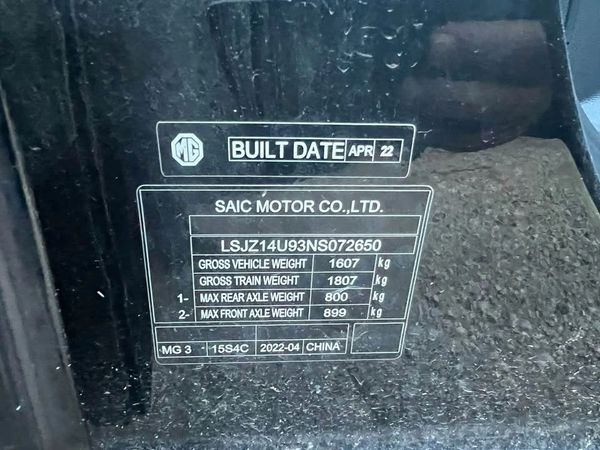 MG BUILT DATE APR 22
SAIC MOTOR CO.,LTD.
LSJZ14U93NS072650
GROSS VEHICLE WEIGHT 1607 kg
GROSS TRAIN WEIGHT 1807 kg
1- MAX REAR AXLE WEIGHT 800 kg
2- MAX FRONT AXLE WEIGHT 899 kg
MG 3 15S4C 2022-04 CHINA